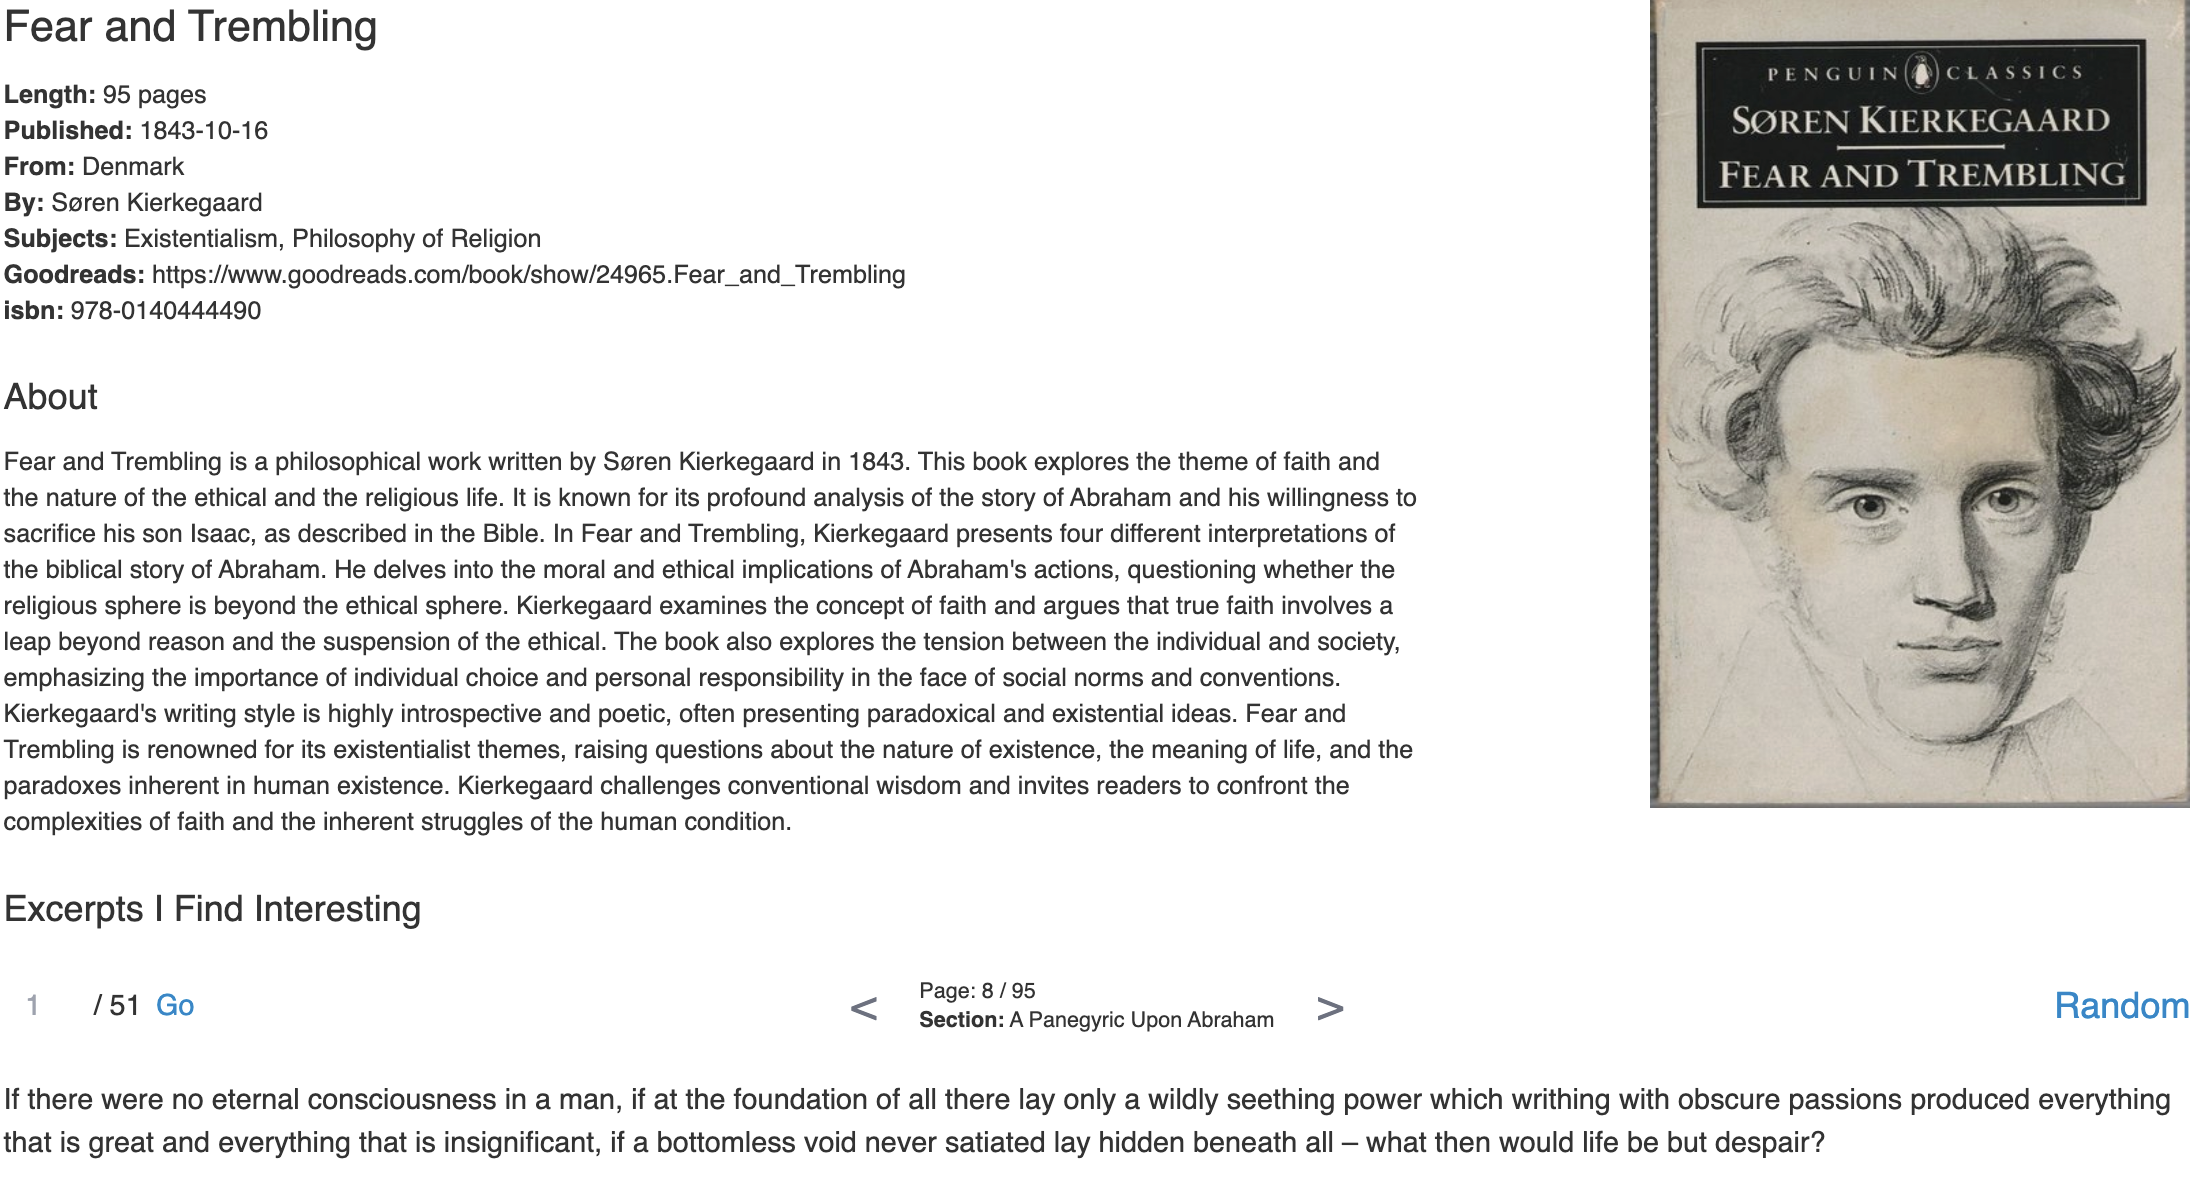 Fear and Trembling
Length: 95 pages
Published: 1843-10-16
From: Denmark
By: Søren Kierkegaard
Subjects: Existentialism, Philosophy of Religion
Goodreads: https://www.goodreads.com/book/show/24965.Fear_and_Trembling
isbn: 978-0140444490
PENGUIN CLASSICS
SØREN KIERKEGAARD
FEAR AND TREMBLING
About
Fear and Trembling is a philosophical work written by Søren Kierkegaard in 1843. This book explores the theme of faith and
the nature of the ethical and the religious life. It is known for its profound analysis of the story of Abraham and his willingness to
sacrifice his son Isaac, as described in the Bible. In Fear and Trembling, Kierkegaard presents four different interpretations of
the biblical story of Abraham. He delves into the moral and ethical implications of Abraham's actions, questioning whether the
religious sphere is beyond the ethical sphere. Kierkegaard examines the concept of faith and argues that true faith involves a
leap beyond reason and the suspension of the ethical. The book also explores the tension between the individual and society,
emphasizing the importance of individual choice and personal responsibility in the face of social norms and conventions.
Kierkegaard's writing style is highly introspective and poetic, often presenting paradoxical and existential ideas. Fear and
Trembling is renowned for its existentialist themes, raising questions about the nature of existence, the meaning of life, and the
paradoxes inherent in human existence. Kierkegaard challenges conventional wisdom and invites readers to confront the
complexities of faith and the inherent struggles of the human condition.
Excerpts I Find Interesting
1 / 51 Go
< Page: 8 / 95
Section: A Panegyric Upon Abraham >
Random
If there were no eternal consciousness in a man, if at the foundation of all there lay only a wildly seething power which writhing with obscure passions produced everything
that is great and everything that is insignificant, if a bottomless void never satiated lay hidden beneath all – what then would life be but despair?